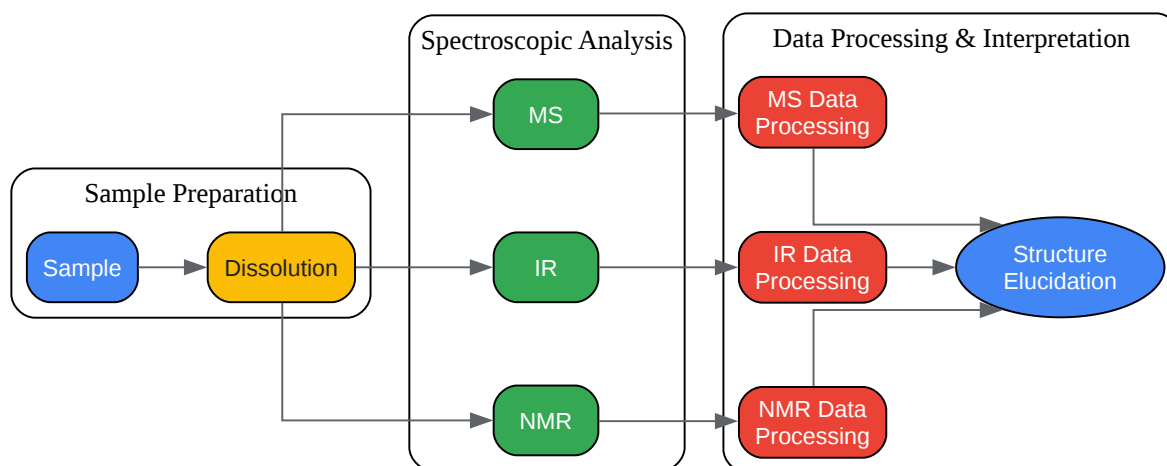 Sample Preparation
Sample
Dissolution
Spectroscopic Analysis
MS
IR
NMR
Data Processing & Interpretation
MS Data
Processing
IR Data
Processing
NMR Data
Processing
Structure
Elucidation